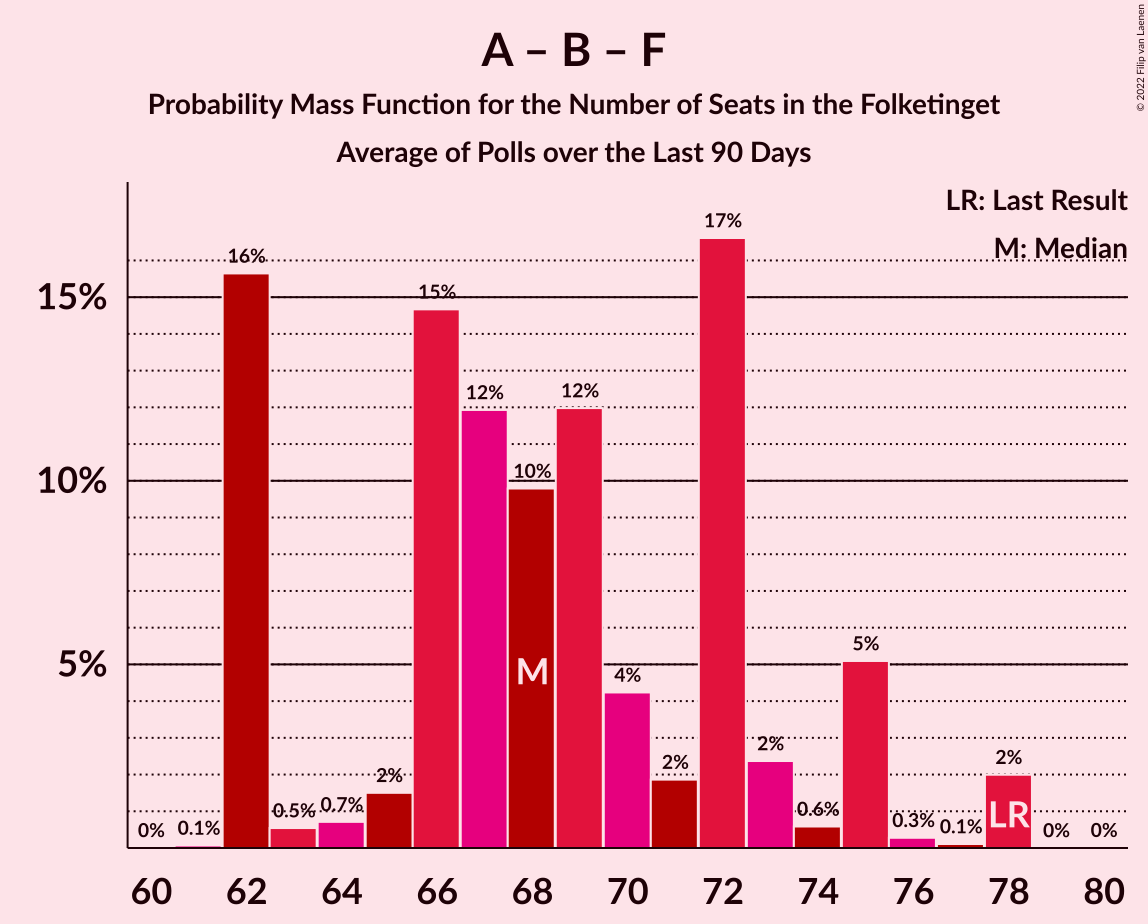 A – B – F
Probability Mass Function for the Number of Seats in the Folketinget
Average of Polls over the Last 90 Days
© 2022 Filip van Laenen
LR: Last Result
M: Median
15%
10%
5%
0%
0.1%
16%
0.5%
0.7%
2%
15%
12%
10%
12%
4%
2%
17%
2%
0.6%
5%
0.3%
0.1%
2%
0%
0%
M
LR
60 62 64 66 68 70 72 74 76 78 80